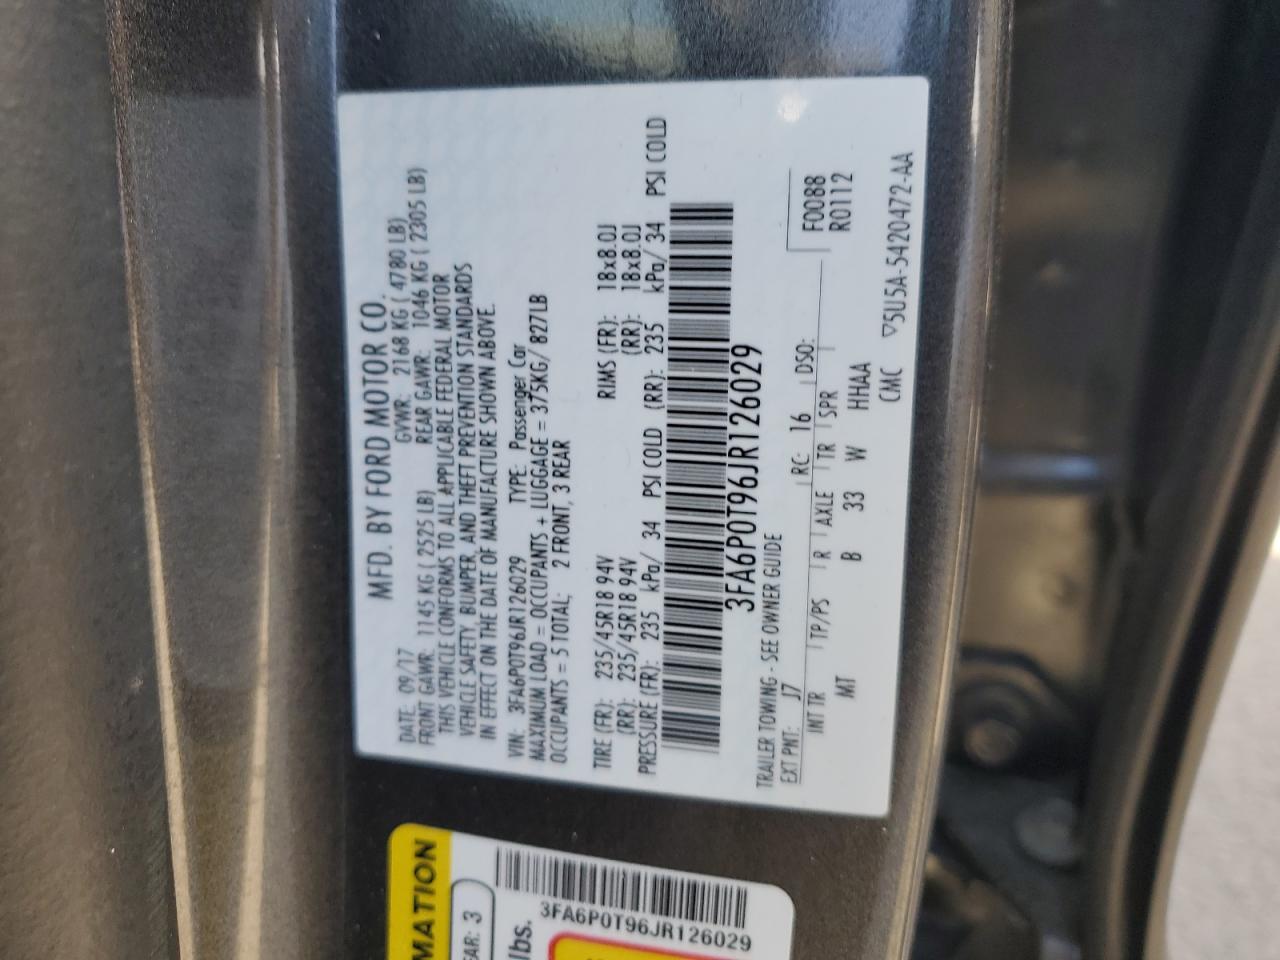 MFD. BY FORD MOTOR CO.
DATE: 09/17 GVWR: 2168 KG ( 4780 LB)
FRONT GAWR: 1145 KG ( 2525 LB) REAR GAWR: 1046 KG ( 2305 LB)
THIS VEHICLE CONFORMS TO ALL APPLICABLE FEDERAL MOTOR
VEHICLE SAFETY, BUMPER, AND THEFT PREVENTION STANDARDS
IN EFFECT ON THE DATE OF MANUFACTURE SHOWN ABOVE.
VIN: 3FA6P0T96JR126029 TYPE: Passenger Car
MAXIMUM LOAD = OCCUPANTS + LUGGAGE = 375KG/ 827LB
OCCUPANTS = 5 TOTAL; 2 FRONT, 3 REAR
TIRE (FR): 235/45R18 94V RIMS (FR): 18x8.0J
(RR): 235/45R18 94V (RR): 18x8.0J
PRESSURE (FR): 235 kPa/ 34 PSI COLD (RR): 235 kPa/ 34 PSI COLD
3FA6P0T96JR126029
TRAILER TOWING - SEE OWNER GUIDE
EXT PNT: J7 RC: 16 DSO: F0088
R0112
INT TR TP/PS R AXLE TR SPR
MT B 33 W HHAA
CMC ▽5U5A-5420472-AA
MATION
EAR: 3
lbs.
3FA6P0T96JR126029